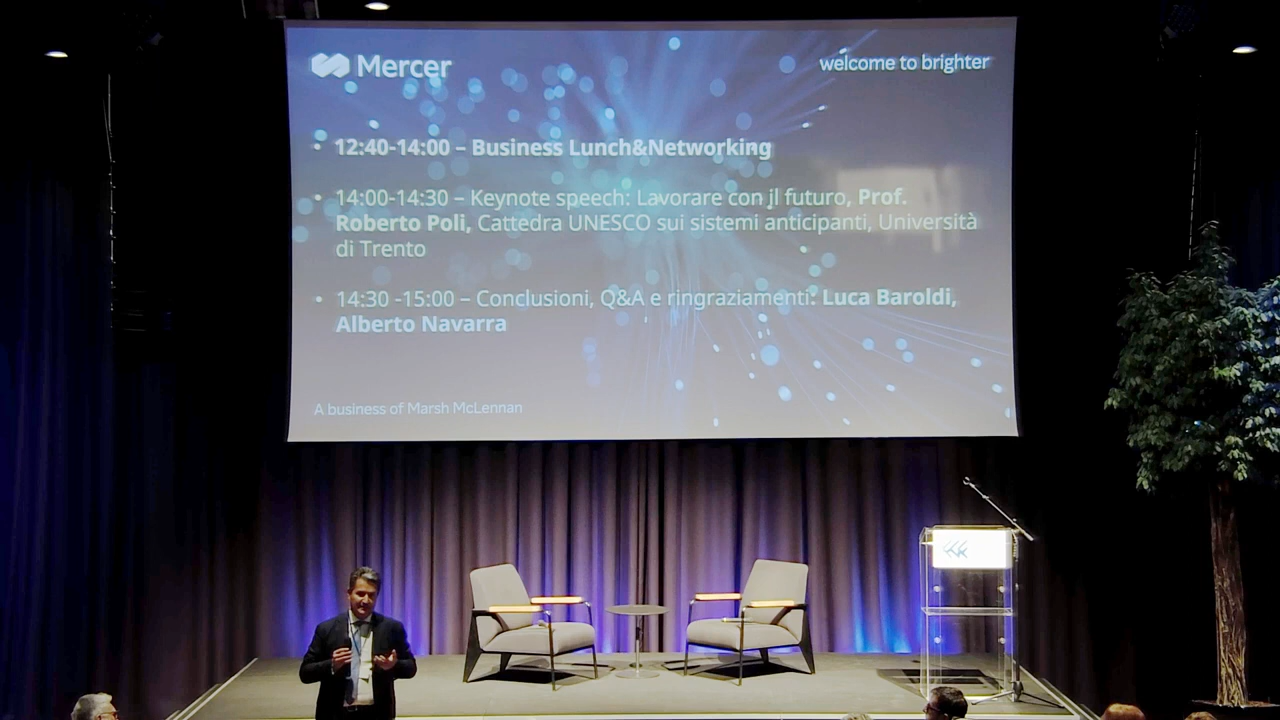 Mercer
welcome to brighter
• 12:40-14:00 – Business Lunch&Networking
• 14:00-14:30 – Keynote speech: Lavorare con il futuro, Prof.
Roberto Poli, Cattedra UNESCO sui sistemi anticipanti, Università
di Trento
• 14:30 -15:00 – Conclusioni, Q&A e ringraziamenti: Luca Baroldi,
Alberto Navarra
A business of Marsh McLennan